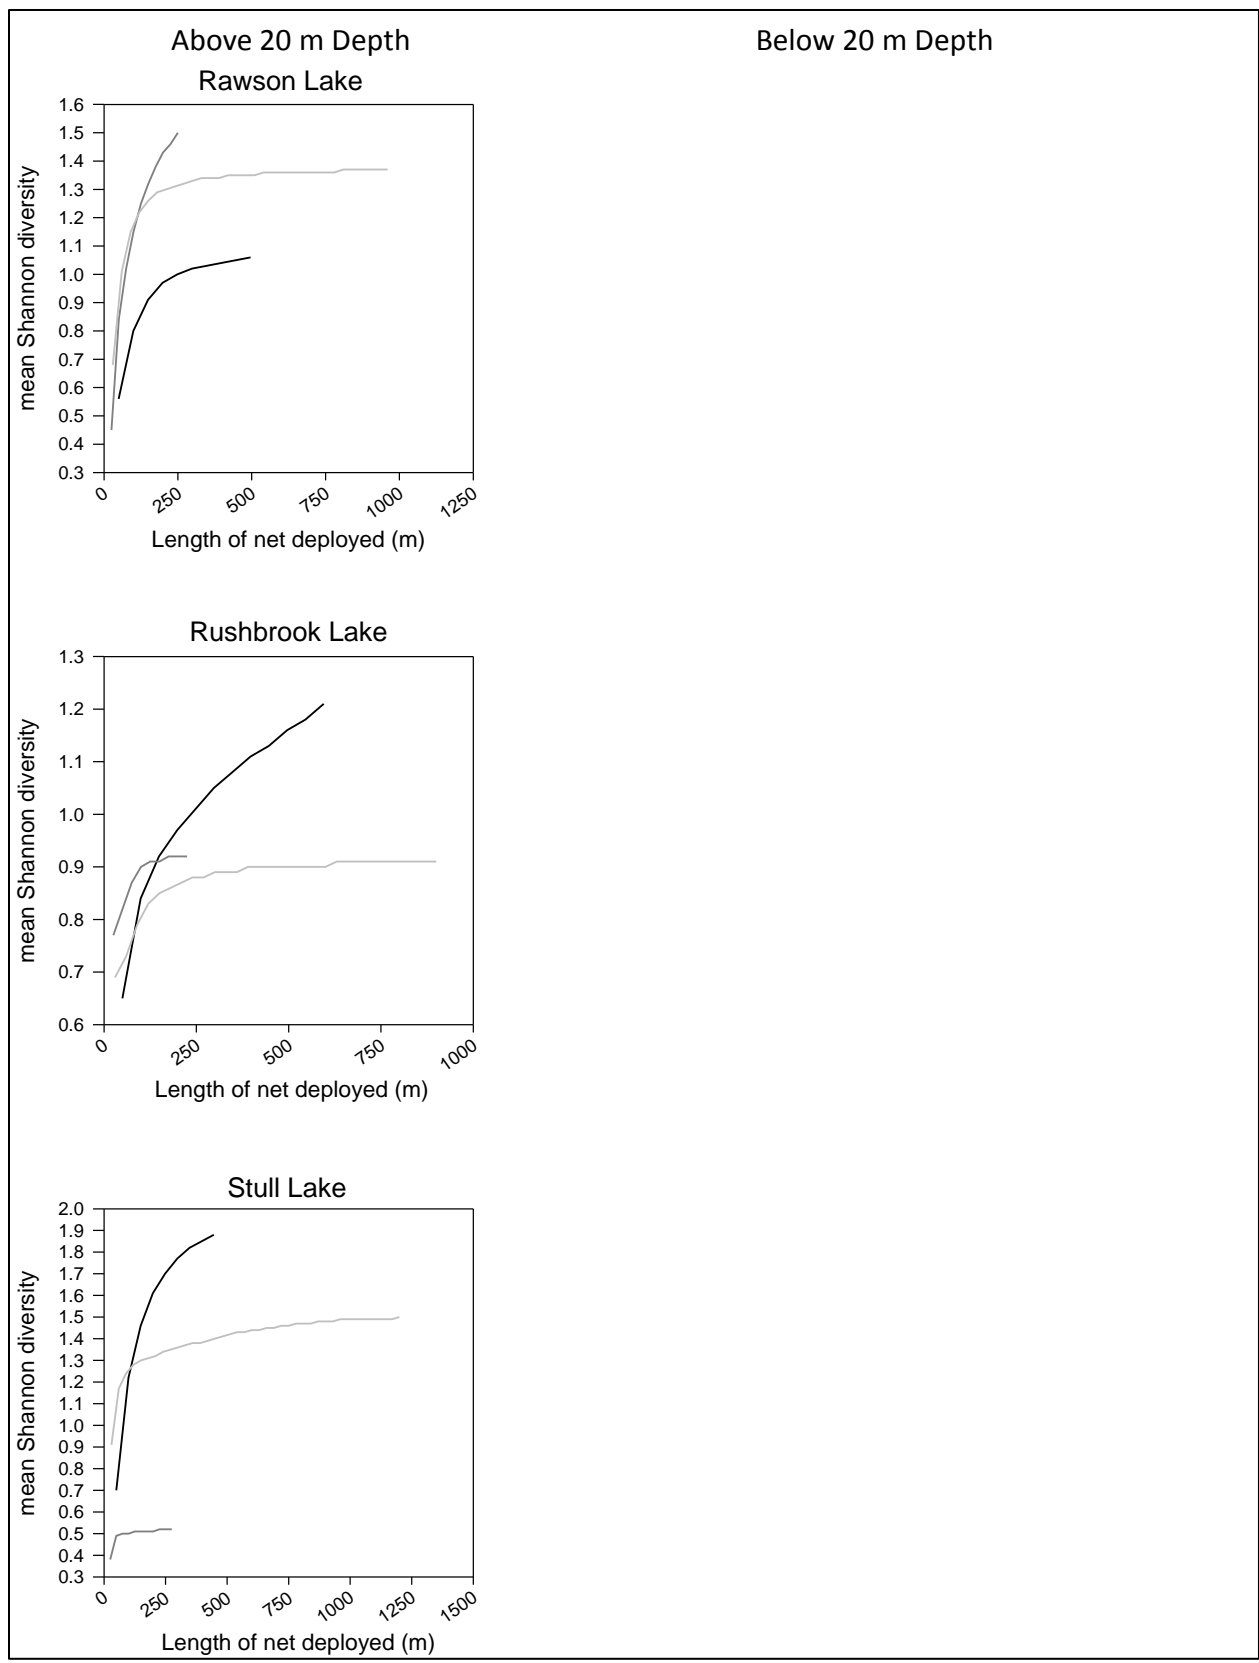 Above 20 m Depth
Below 20 m Depth
Rawson Lake
1.6
1.5
1.4
1.3
1.2
1.1
1.0
0.9
0.8
0.7
0.6
0.5
0.4
0.3
mean Shannon diversity
0 250 500 750 1000 1250
Length of net deployed (m)
Rushbrook Lake
1.3
1.2
1.1
1.0
0.9
0.8
0.7
0.6
mean Shannon diversity
0 250 500 750 1000
Length of net deployed (m)
Stull Lake
2.0
1.9
1.8
1.7
1.6
1.5
1.4
1.3
1.2
1.1
1.0
0.9
0.8
0.7
0.6
0.5
0.4
0.3
mean Shannon diversity
0 250 500 750 1000 1250 1500
Length of net deployed (m)